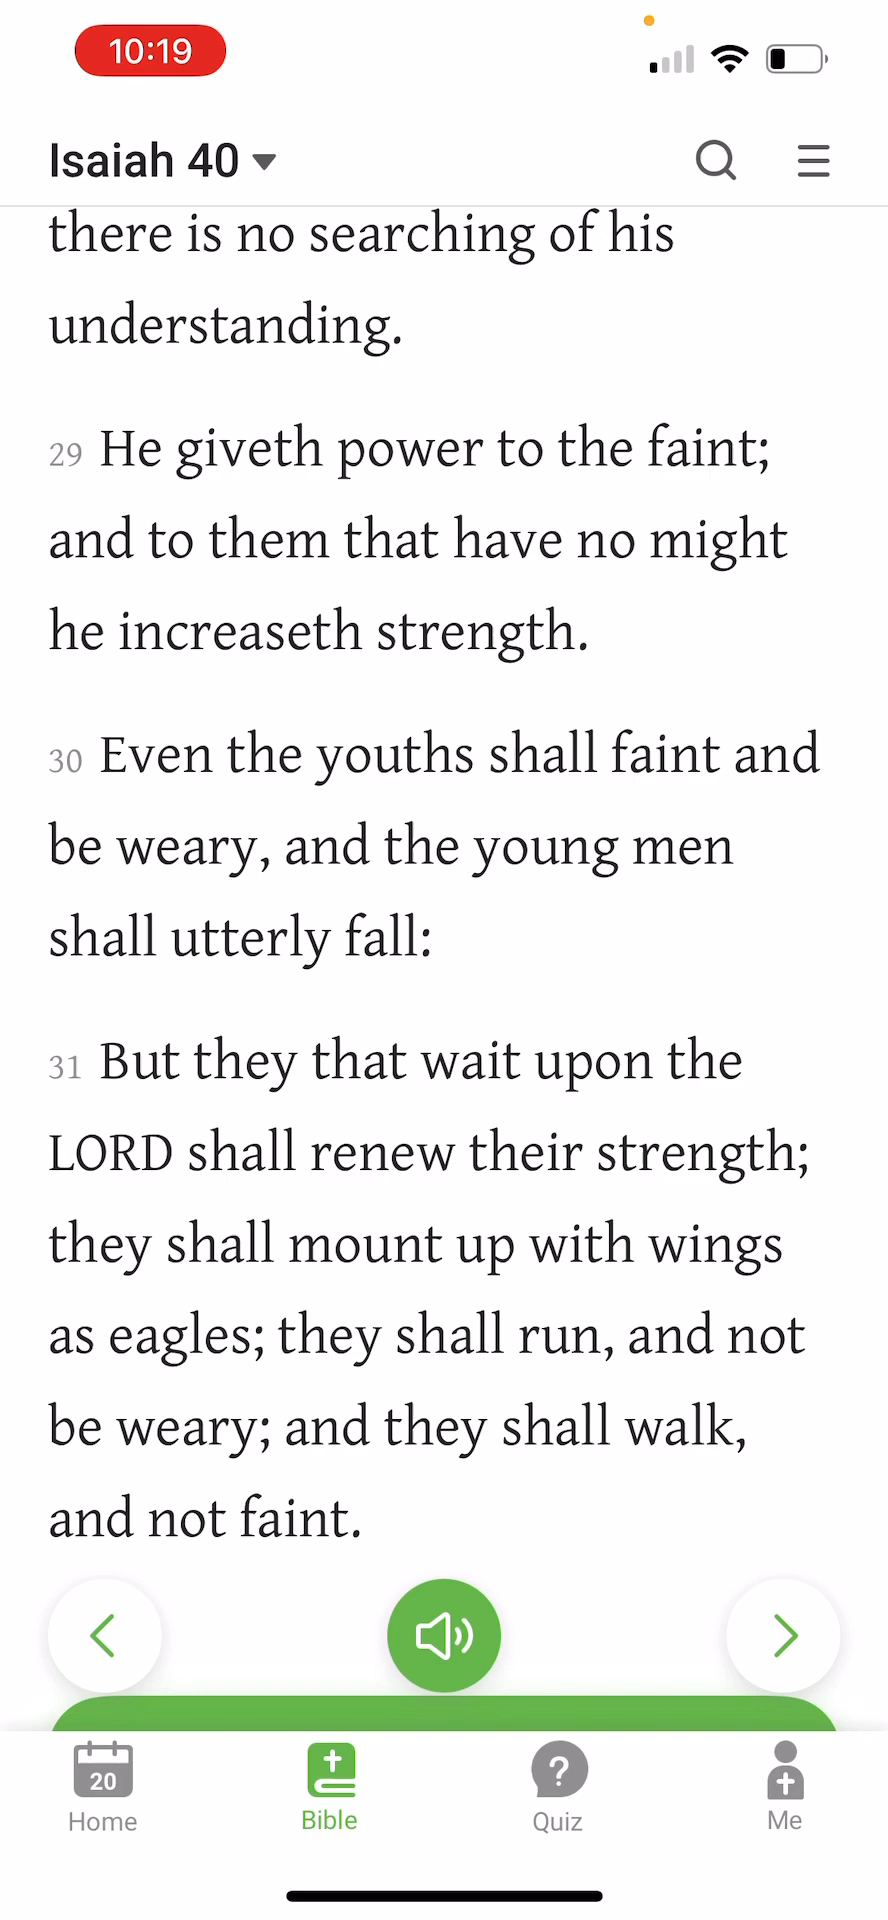 10:19
Isaiah 40
there is no searching of his
understanding.
29 He giveth power to the faint;
and to them that have no might
he increaseth strength.
30 Even the youths shall faint and
be weary, and the young men
shall utterly fall:
31 But they that wait upon the
LORD shall renew their strength;
they shall mount up with wings
as eagles; they shall run, and not
be weary; and they shall walk,
and not faint.
20
Home
Bible
?
Quiz
Me